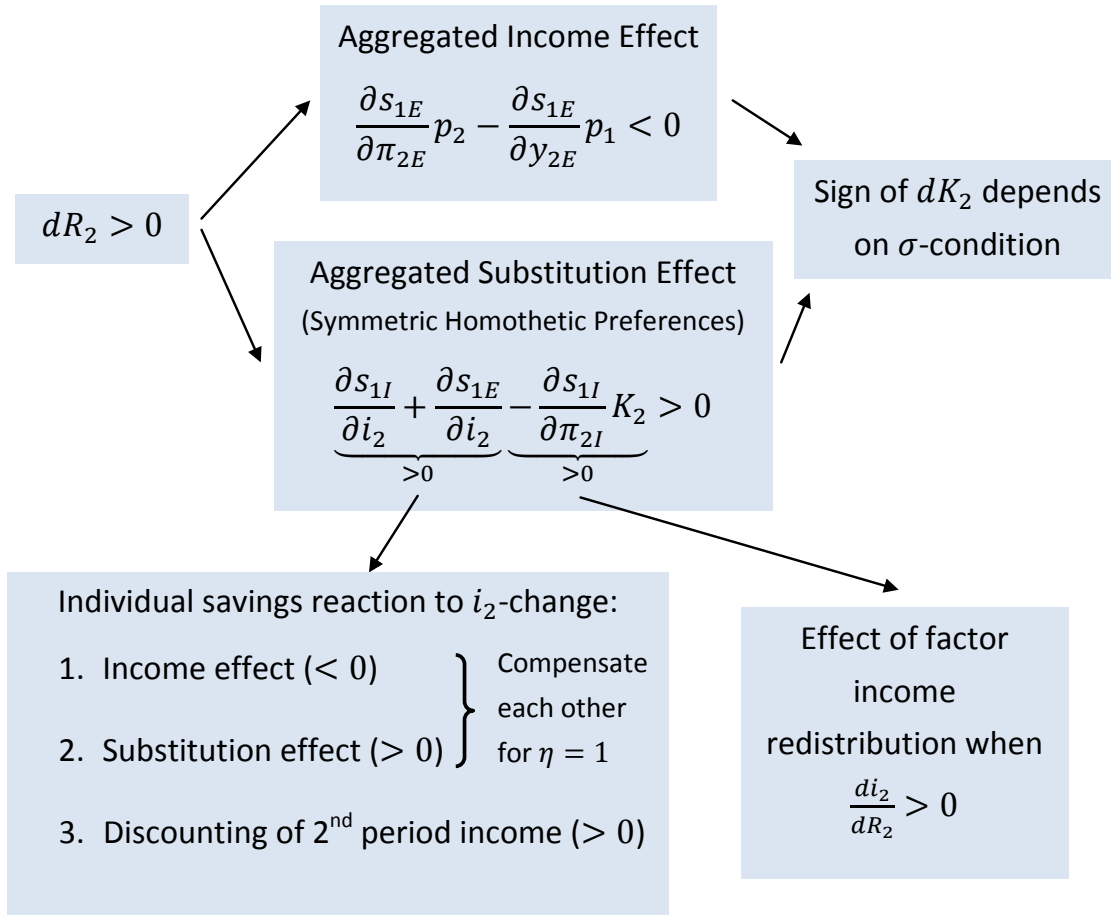 Aggregated Income Effect
∂s_{1E}/∂π_{2E} p_2 − ∂s_{1E}/∂y_{2E} p_1 < 0
dR_2 > 0
Sign of dK_2 depends
on σ-condition
Aggregated Substitution Effect
(Symmetric Homothetic Preferences)
∂s_{1I}/∂i_2 + ∂s_{1E}/∂i_2 − ∂s_{1I}/∂π_{2I} K_2 > 0
>0 >0
Individual savings reaction to i_2-change:
1. Income effect (< 0)
2. Substitution effect (> 0)
Compensate
each other
for η = 1
3. Discounting of 2nd period income (> 0)
Effect of factor
income
redistribution when
di_2/dR_2 > 0